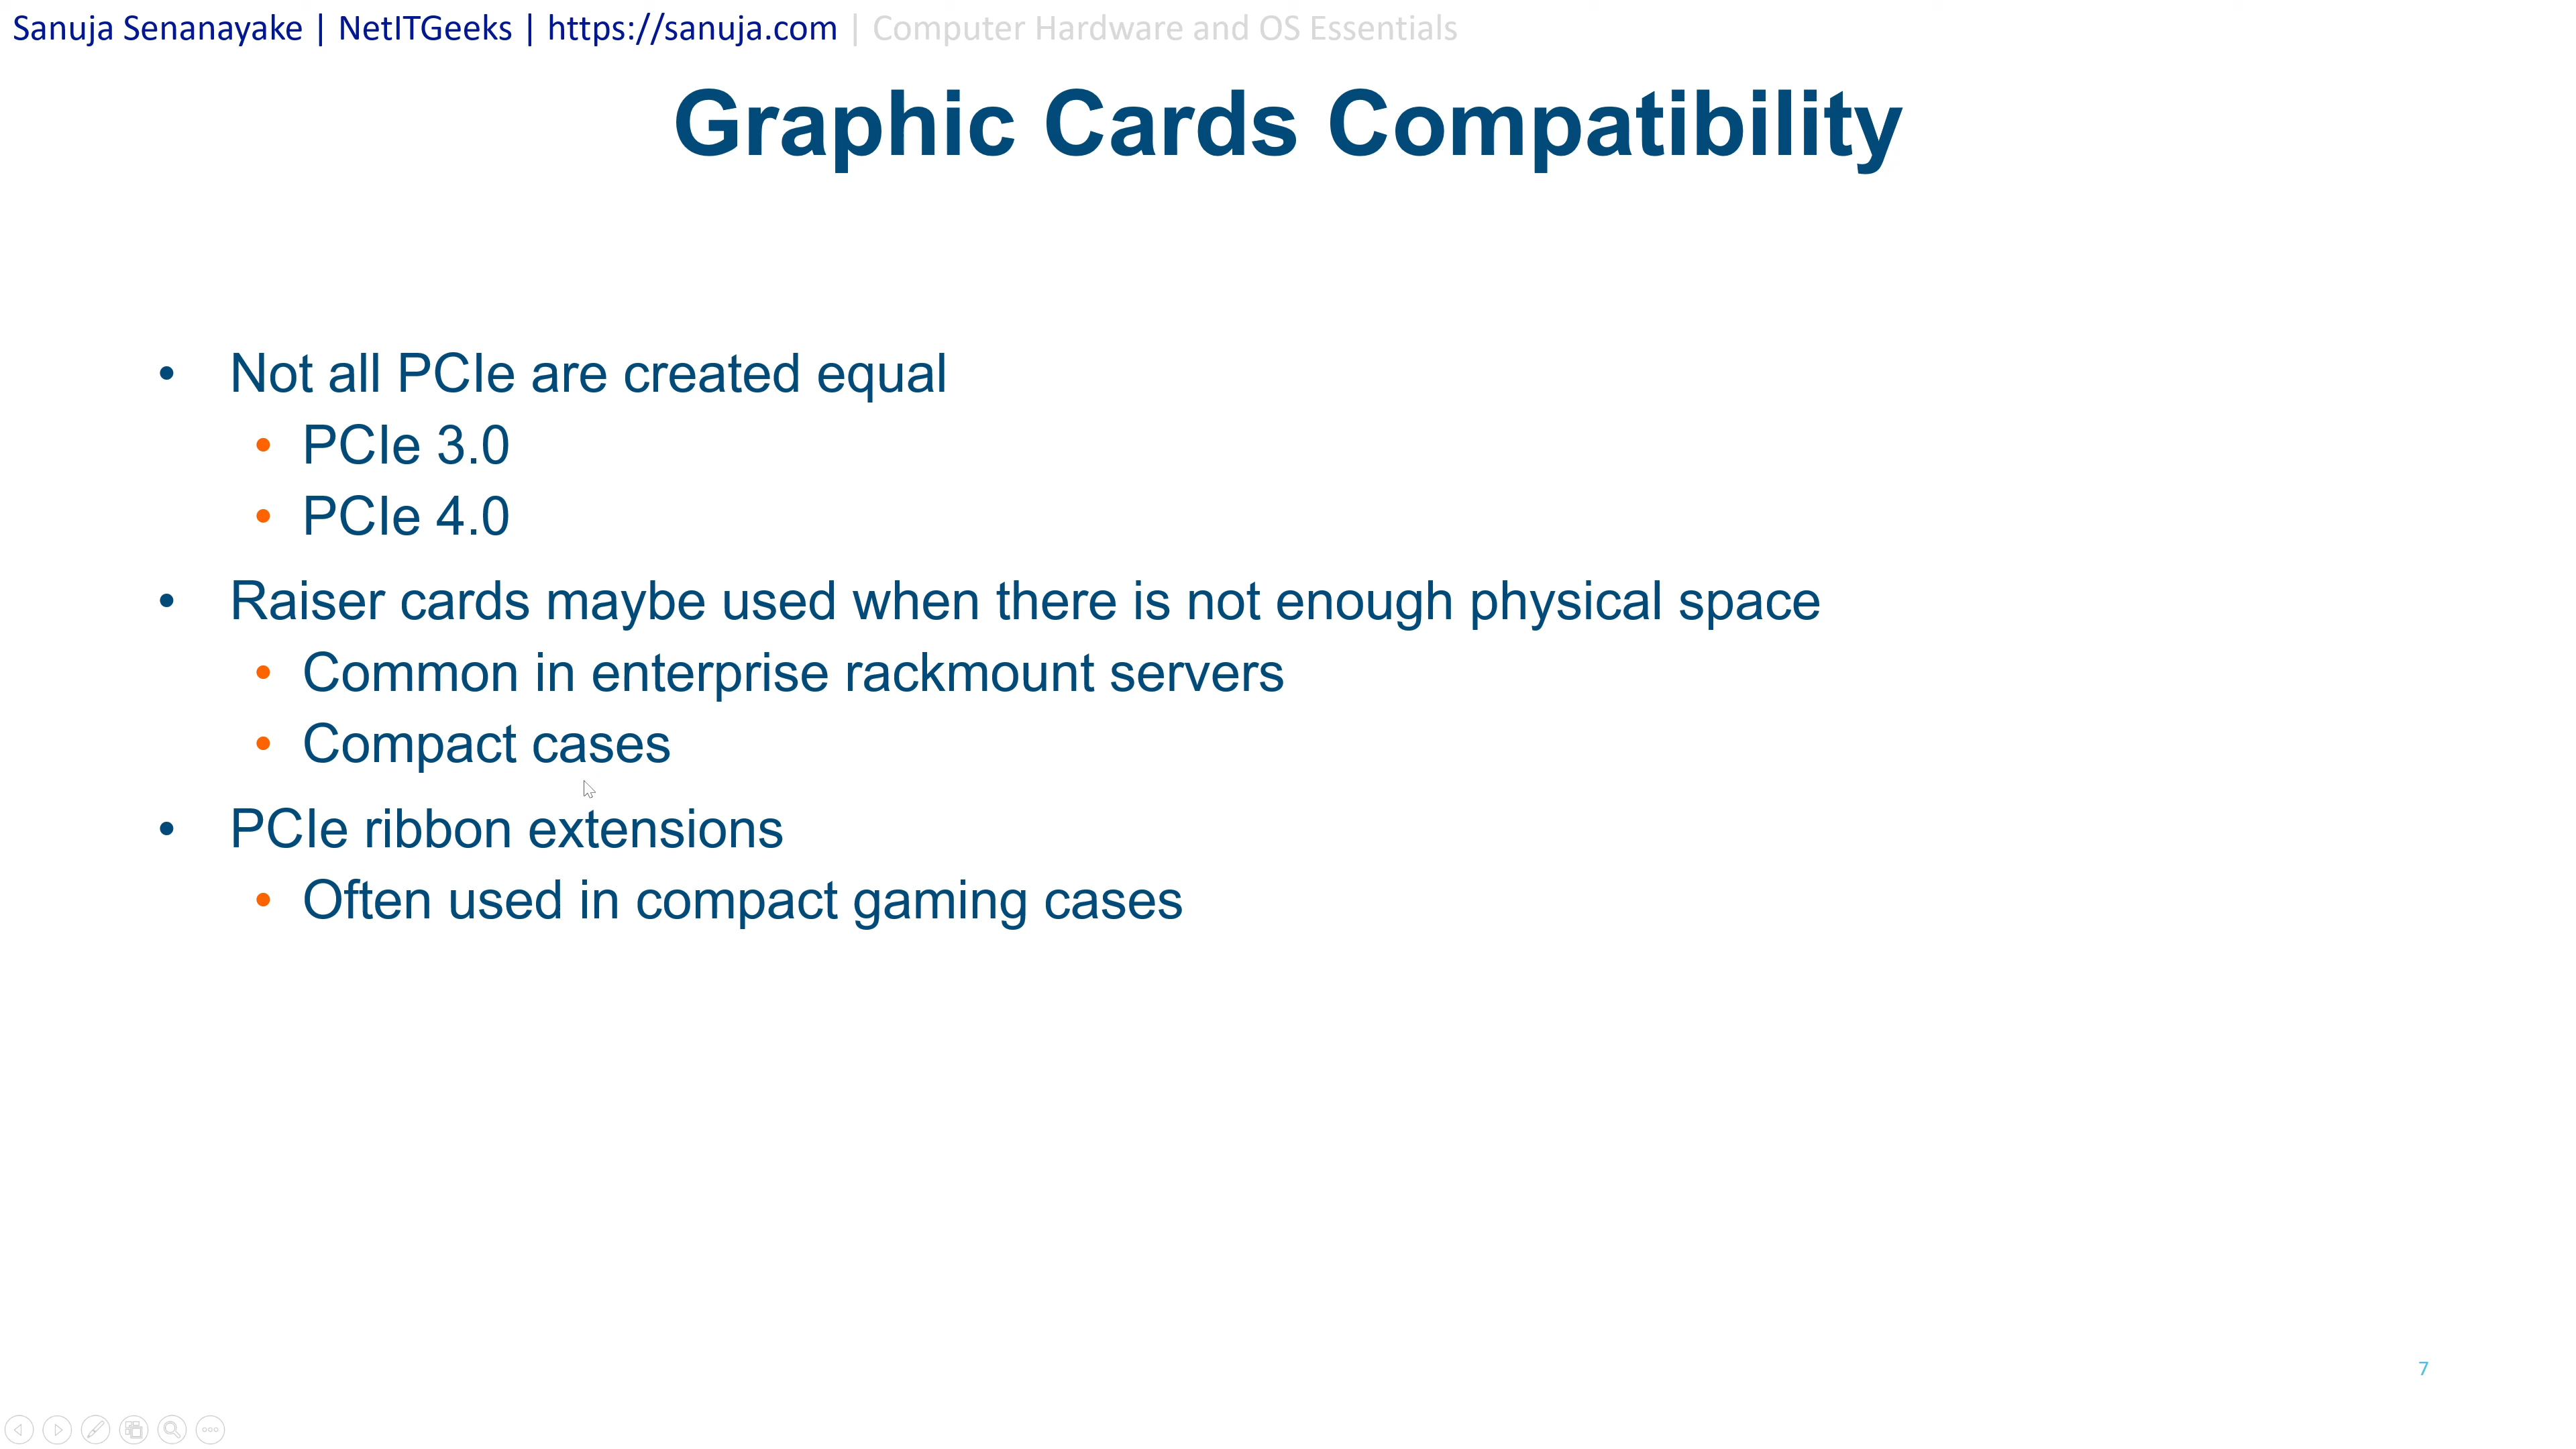 Sanuja Senanayake | NetITGeeks | https://sanuja.com | Computer Hardware and OS Essentials
Graphic Cards Compatibility
• Not all PCIe are created equal
• PCIe 3.0
• PCIe 4.0
• Raiser cards maybe used when there is not enough physical space
• Common in enterprise rackmount servers
• Compact cases
• PCIe ribbon extensions
• Often used in compact gaming cases
7